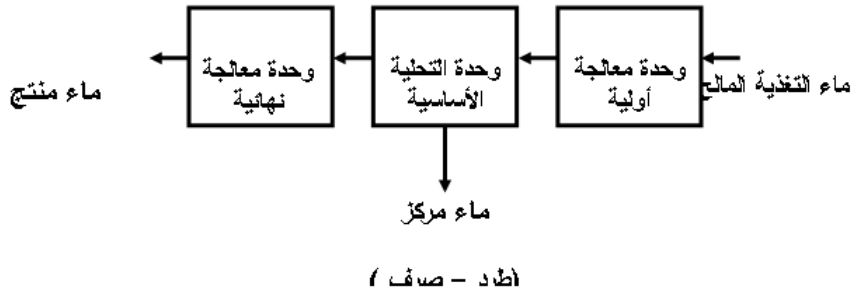 ماء التغذية المالح
وحدة معالجة
أولية
وحدة التحلية
الأساسية
وحدة معالجة
نهائية
ماء منتج
ماء مركز
(طرد – صرف )